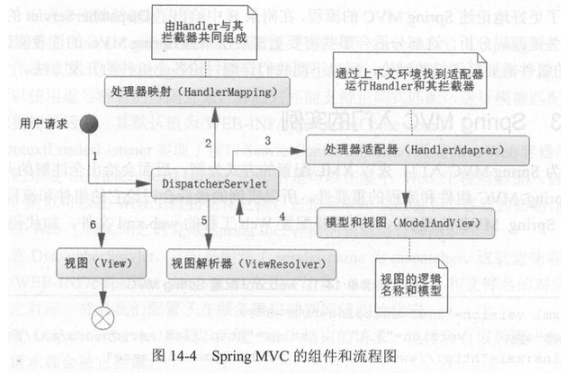 由Handler与其
拦截器共同组成
处理器映射（HandlerMapping）
通过上下文环境找到适配器
运行Handler和其拦截器
用户请求
1
2
3
处理器适配器（HandlerAdapter）
DispatcherServlet
4
模型和视图（ModelAndView）
6
5
视图（View）
视图解析器（ViewResolver）
视图的逻辑
名称和模型
图 14-4 Spring MVC 的组件和流程图